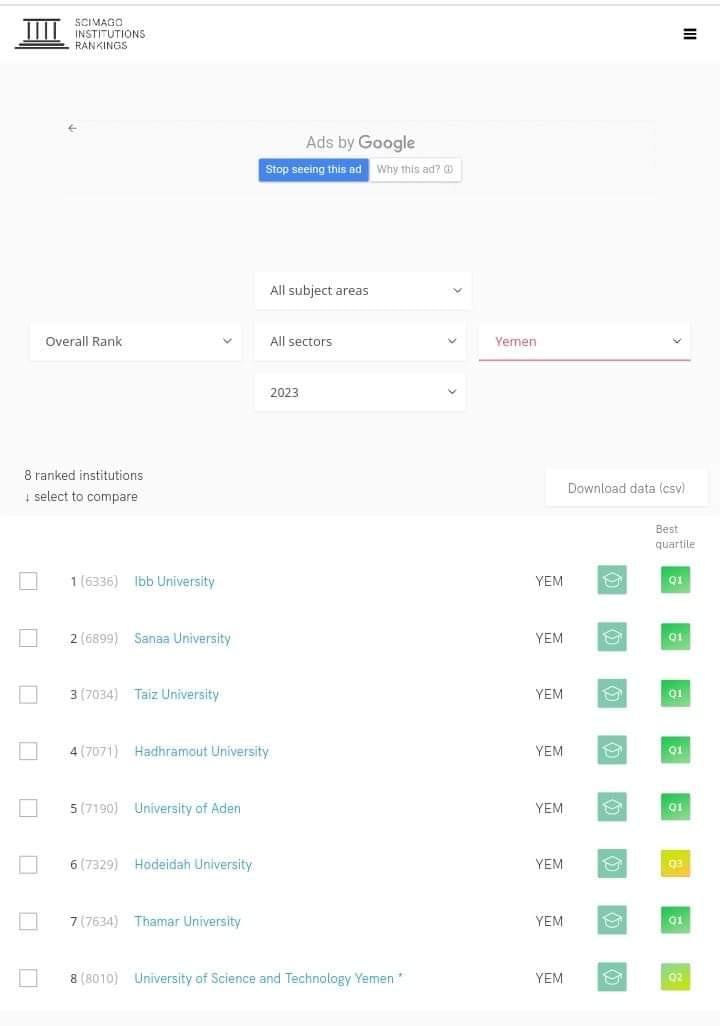 SCIMAGO
INSTITUTIONS
RANKINGS
Ads by Google
Stop seeing this ad Why this ad?
All subject areas
Overall Rank All sectors Yemen
2023
8 ranked institutions
↓ select to compare
Download data (csv)
Best
quartile
1 (6336) Ibb University YEM Q1
2 (6899) Sanaa University YEM Q1
3 (7034) Taiz University YEM Q1
4 (7071) Hadhramout University YEM Q1
5 (7190) University of Aden YEM Q1
6 (7329) Hodeidah University YEM Q3
7 (7634) Thamar University YEM Q1
8 (8010) University of Science and Technology Yemen * YEM Q2